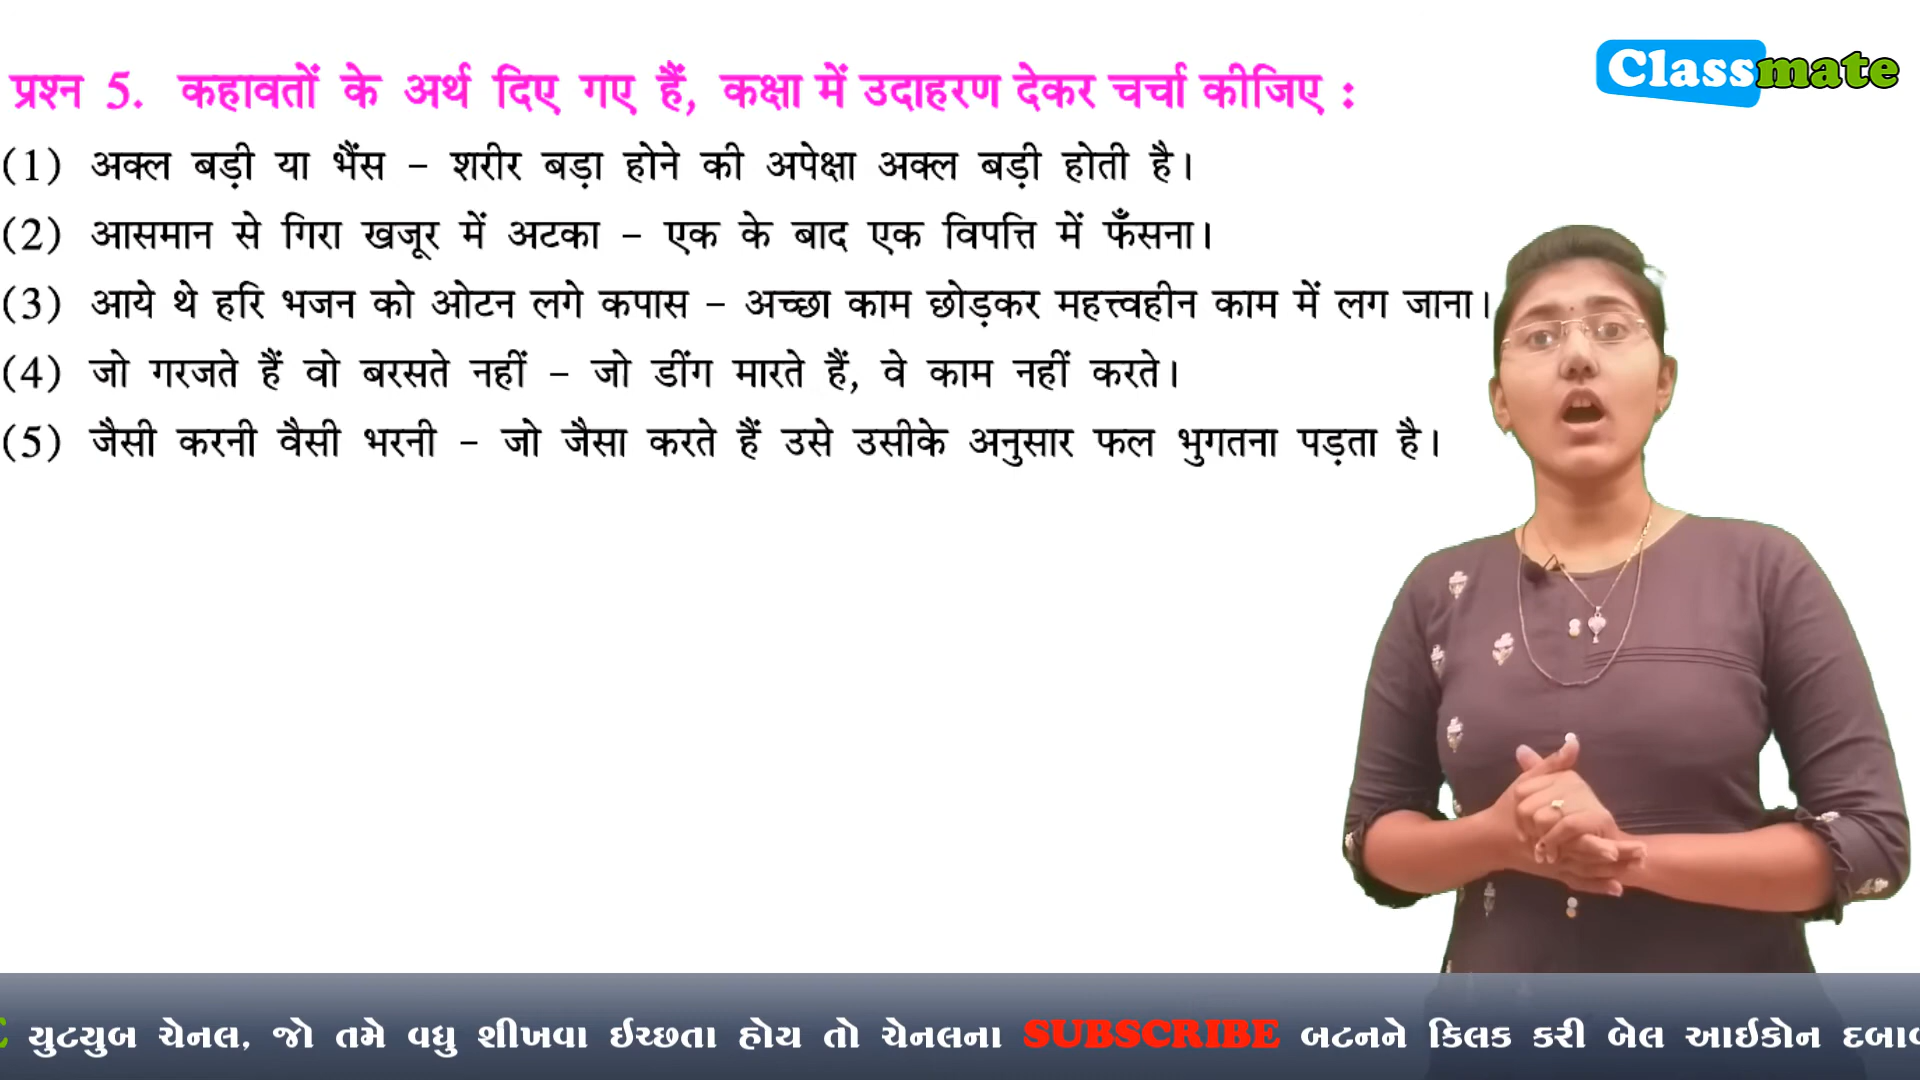 Classmate
प्रश्न 5. कहावतों के अर्थ दिए गए हैं, कक्षा में उदाहरण देकर चर्चा कीजिए :
(1) अक्ल बड़ी या भैंस – शरीर बड़ा होने की अपेक्षा अक्ल बड़ी होती है।
(2) आसमान से गिरा खजूर में अटका – एक के बाद एक विपत्ति में फँसना।
(3) आये थे हरि भजन को ओटन लगे कपास – अच्छा काम छोड़कर महत्त्वहीन काम में लग जाना।
(4) जो गरजते हैं वो बरसते नहीं – जो डींग मारते हैं, वे काम नहीं करते।
(5) जैसी करनी वैसी भरनी – जो जैसा करते हैं उसे उसीके अनुसार फल भुगतना पड़ता है।
યુટયુબ ચેનલ, જો તમે વધુ શીખવા ઈચ્છતા હોય તો ચેનલના SUBSCRIBE બટનને કિલક કરી બેલ આઈકોન